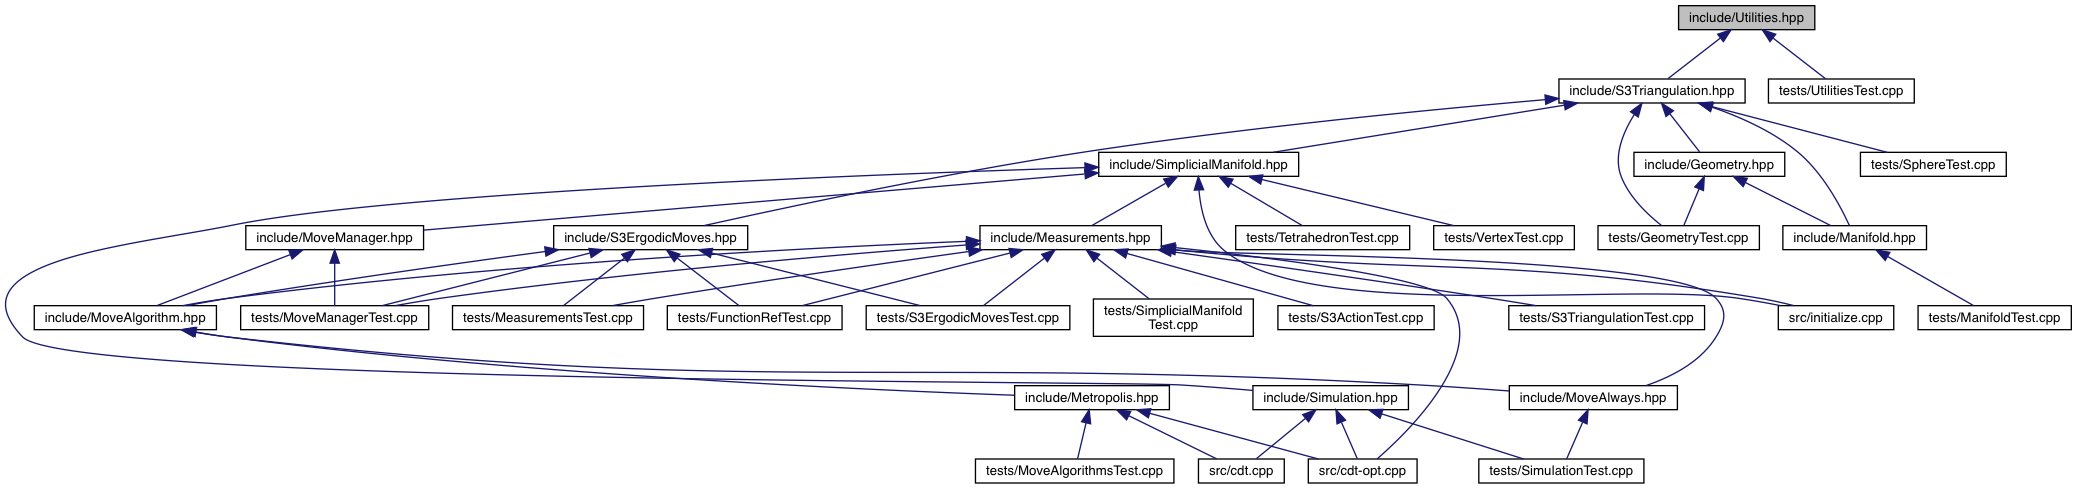 include/Utilities.hpp
include/S3Triangulation.hpp
tests/UtilitiesTest.cpp
include/SimplicialManifold.hpp
include/Geometry.hpp
tests/SphereTest.cpp
include/MoveManager.hpp
include/S3ErgodicMoves.hpp
include/Measurements.hpp
tests/TetrahedronTest.cpp
tests/VertexTest.cpp
tests/GeometryTest.cpp
include/Manifold.hpp
include/MoveAlgorithm.hpp
tests/MoveManagerTest.cpp
tests/MeasurementsTest.cpp
tests/FunctionRefTest.cpp
tests/S3ErgodicMovesTest.cpp
tests/SimplicialManifold
Test.cpp
tests/S3ActionTest.cpp
tests/S3TriangulationTest.cpp
src/initialize.cpp
tests/ManifoldTest.cpp
include/Metropolis.hpp
include/Simulation.hpp
include/MoveAlways.hpp
tests/MoveAlgorithmsTest.cpp
src/cdt.cpp
src/cdt-opt.cpp
tests/SimulationTest.cpp